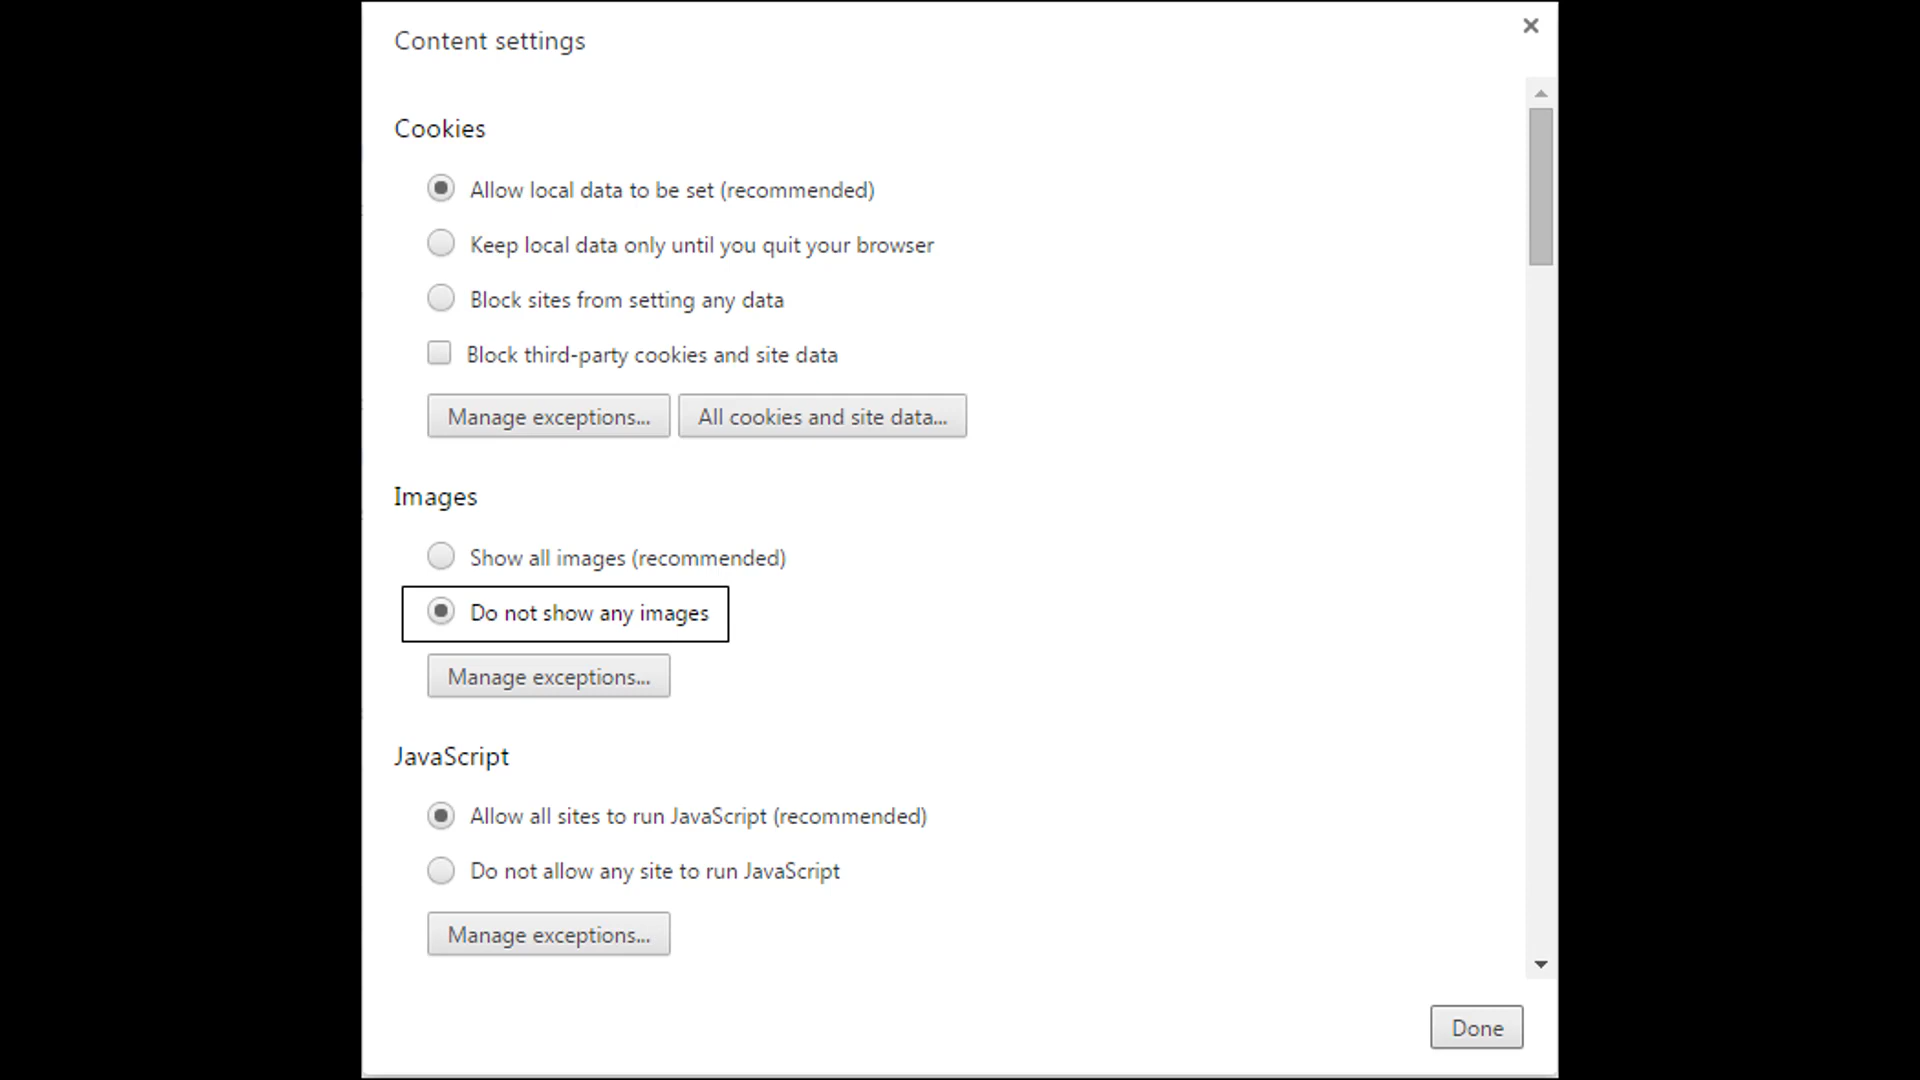 Content settings
Cookies
Allow local data to be set (recommended)
Keep local data only until you quit your browser
Block sites from setting any data
Block third-party cookies and site data
Manage exceptions... All cookies and site data...
Images
Show all images (recommended)
Do not show any images
Manage exceptions...
JavaScript
Allow all sites to run JavaScript (recommended)
Do not allow any site to run JavaScript
Manage exceptions...
Done